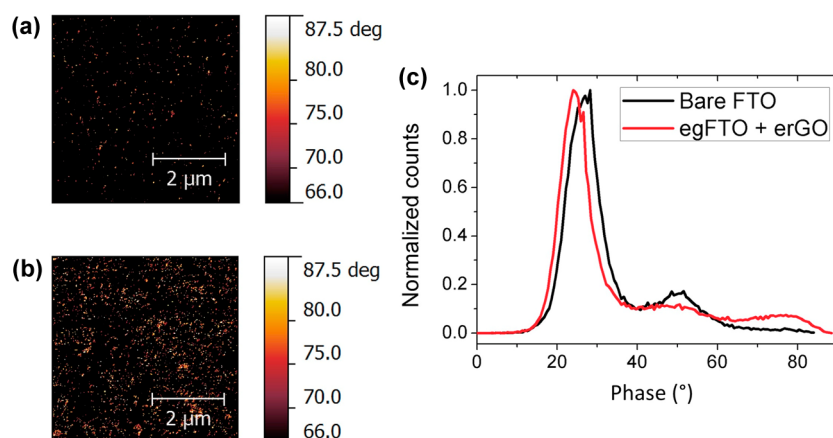 (a)
87.5 deg
80.0
75.0
70.0
66.0
2 µm
(b)
87.5 deg
80.0
75.0
70.0
66.0
2 µm
(c)
Bare FTO
egFTO + erGO
Normalized counts
1.0
0.8
0.6
0.4
0.2
0.0
0 20 40 60 80
Phase (°)